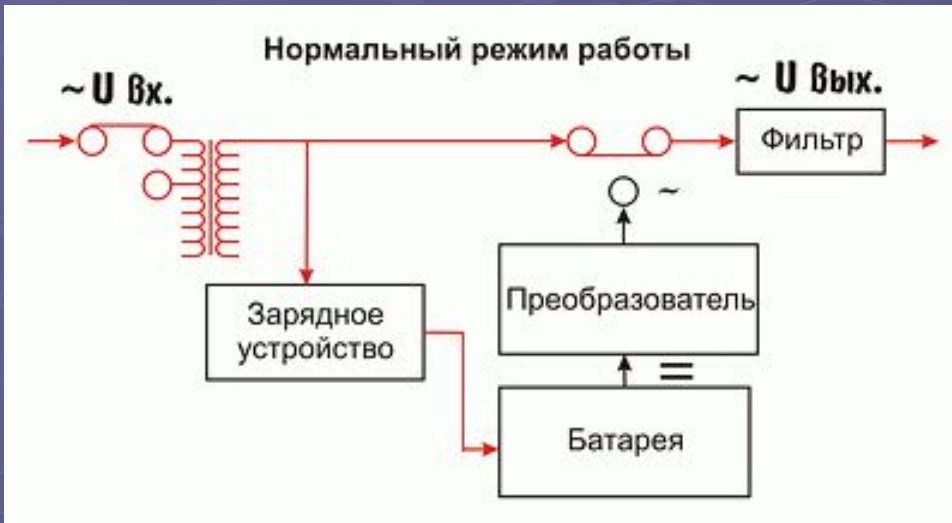 Нормальный режим работы
~ U вх.
~ U вых.
Фильтр
~
Преобразователь
Зарядное
устройство
=
Батарея